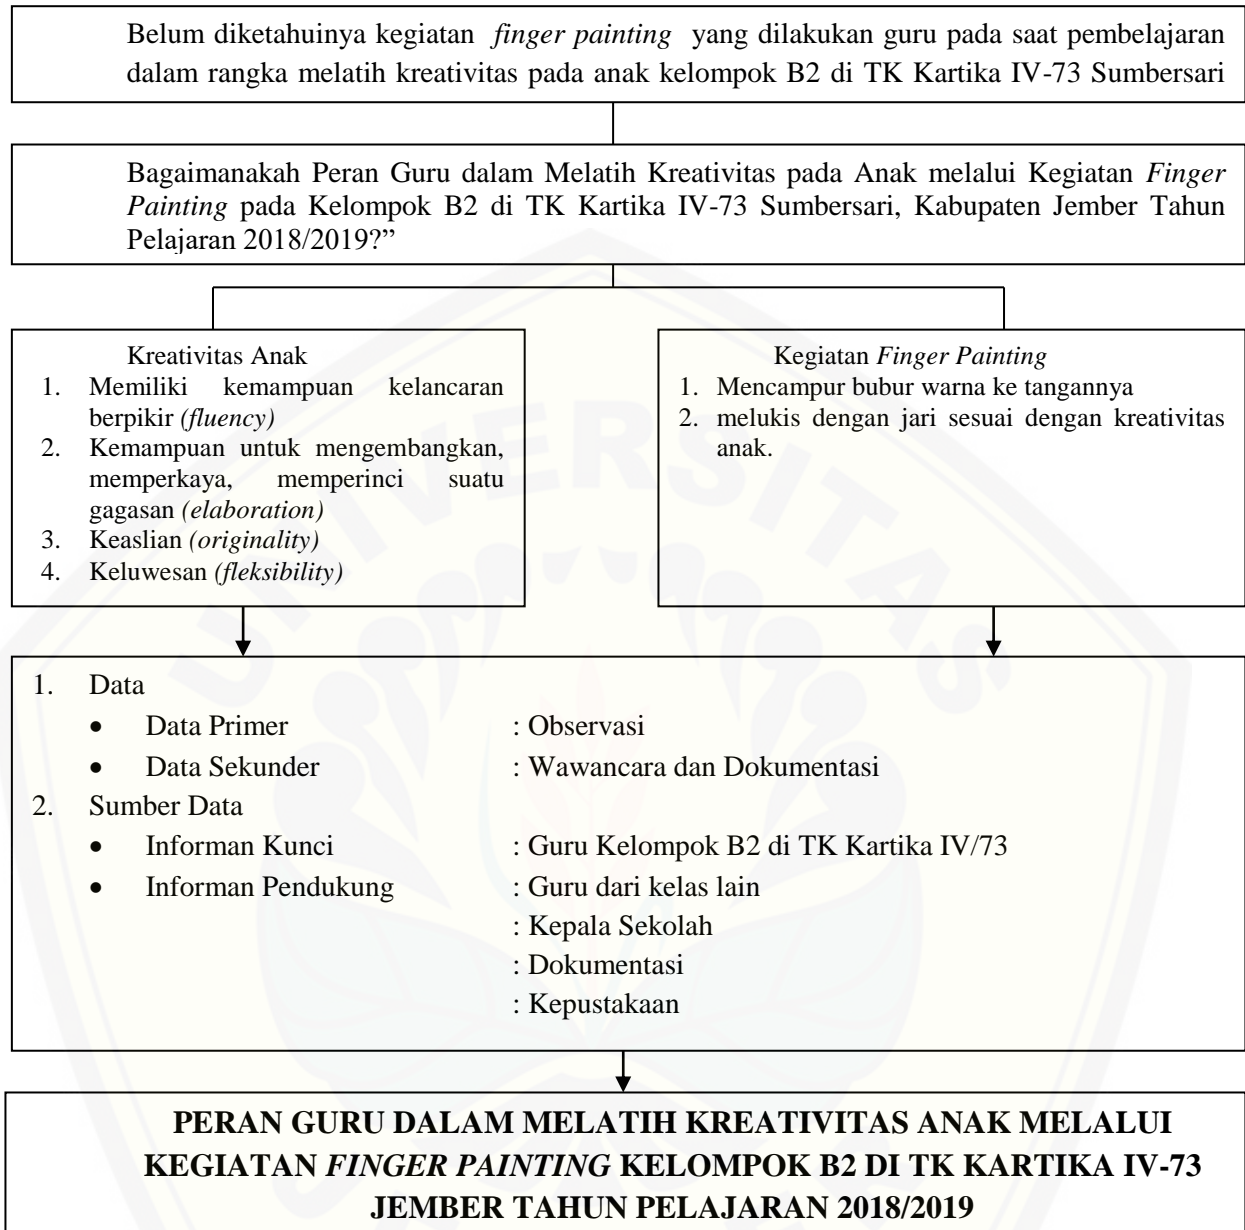 Belum diketahuinya kegiatan finger painting yang dilakukan guru pada saat pembelajaran
dalam rangka melatih kreativitas pada anak kelompok B2 di TK Kartika IV-73 Sumbersari
Bagaimanakah Peran Guru dalam Melatih Kreativitas pada Anak melalui Kegiatan Finger
Painting pada Kelompok B2 di TK Kartika IV-73 Sumbersari, Kabupaten Jember Tahun
Pelajaran 2018/2019?”
Kreativitas Anak
1. Memiliki kemampuan kelancaran
berpikir (fluency)
2. Kemampuan untuk mengembangkan,
memperkaya, memperinci suatu
gagasan (elaboration)
3. Keaslian (originality)
4. Keluwesan (fleksibility)
Kegiatan Finger Painting
1. Mencampur bubur warna ke tangannya
2. melukis dengan jari sesuai dengan kreativitas
anak.
1. Data
• Data Primer : Observasi
• Data Sekunder : Wawancara dan Dokumentasi
2. Sumber Data
• Informan Kunci : Guru Kelompok B2 di TK Kartika IV/73
• Informan Pendukung : Guru dari kelas lain
: Kepala Sekolah
: Dokumentasi
: Kepustakaan
PERAN GURU DALAM MELATIH KREATIVITAS ANAK MELALUI
KEGIATAN FINGER PAINTING KELOMPOK B2 DI TK KARTIKA IV-73
JEMBER TAHUN PELAJARAN 2018/2019
UNIVERSITAS